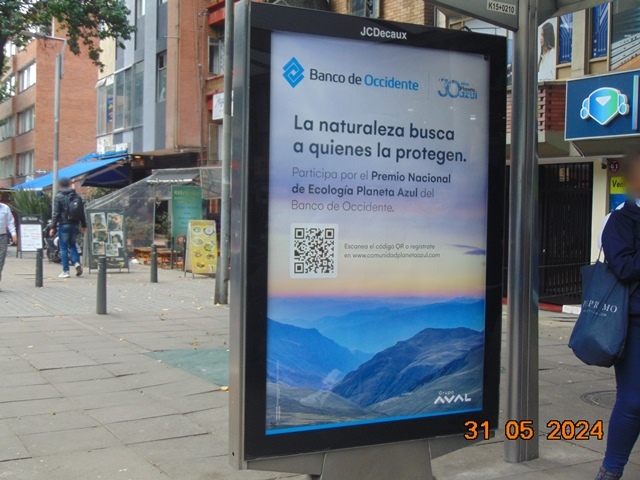 K15+0210
JCDecaux
Banco de Occidente
30
La naturaleza busca
a quienes la protegen.
Participa por el Premio Nacional
de Ecología Planeta Azul del
Banco de Occidente.
Escanea el código QR o regístrate
en www.comunidadplanetaazul.com
Grupo
AVAL
31 05 2024